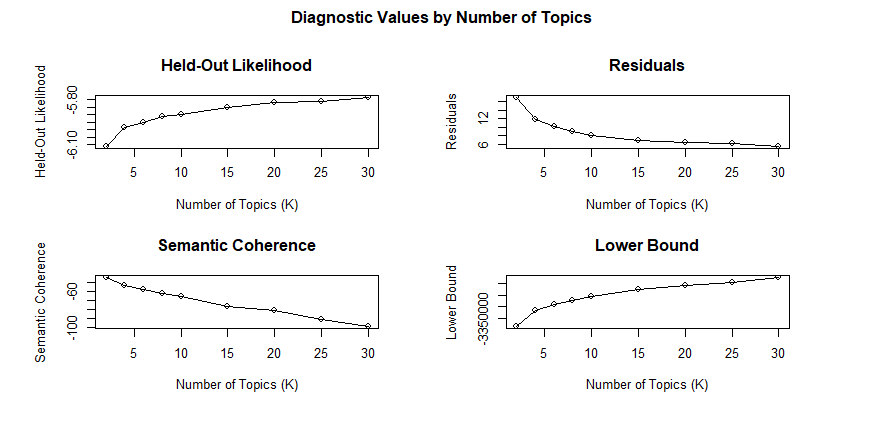 Diagnostic Values by Number of Topics
Held-Out Likelihood
Held-Out Likelihood
-5.80
-6.10
5 10 15 20 25 30
Number of Topics (K)
Residuals
Residuals
12
6
5 10 15 20 25 30
Number of Topics (K)
Semantic Coherence
Semantic Coherence
-60
-100
5 10 15 20 25 30
Number of Topics (K)
Lower Bound
Lower Bound
-3350000
5 10 15 20 25 30
Number of Topics (K)